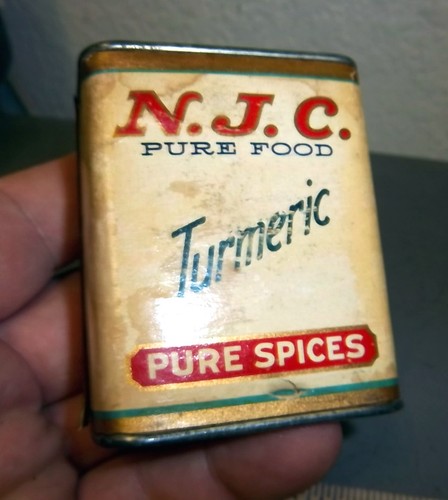 N.J.C.
PURE FOOD
Turmeric
PURE SPICES